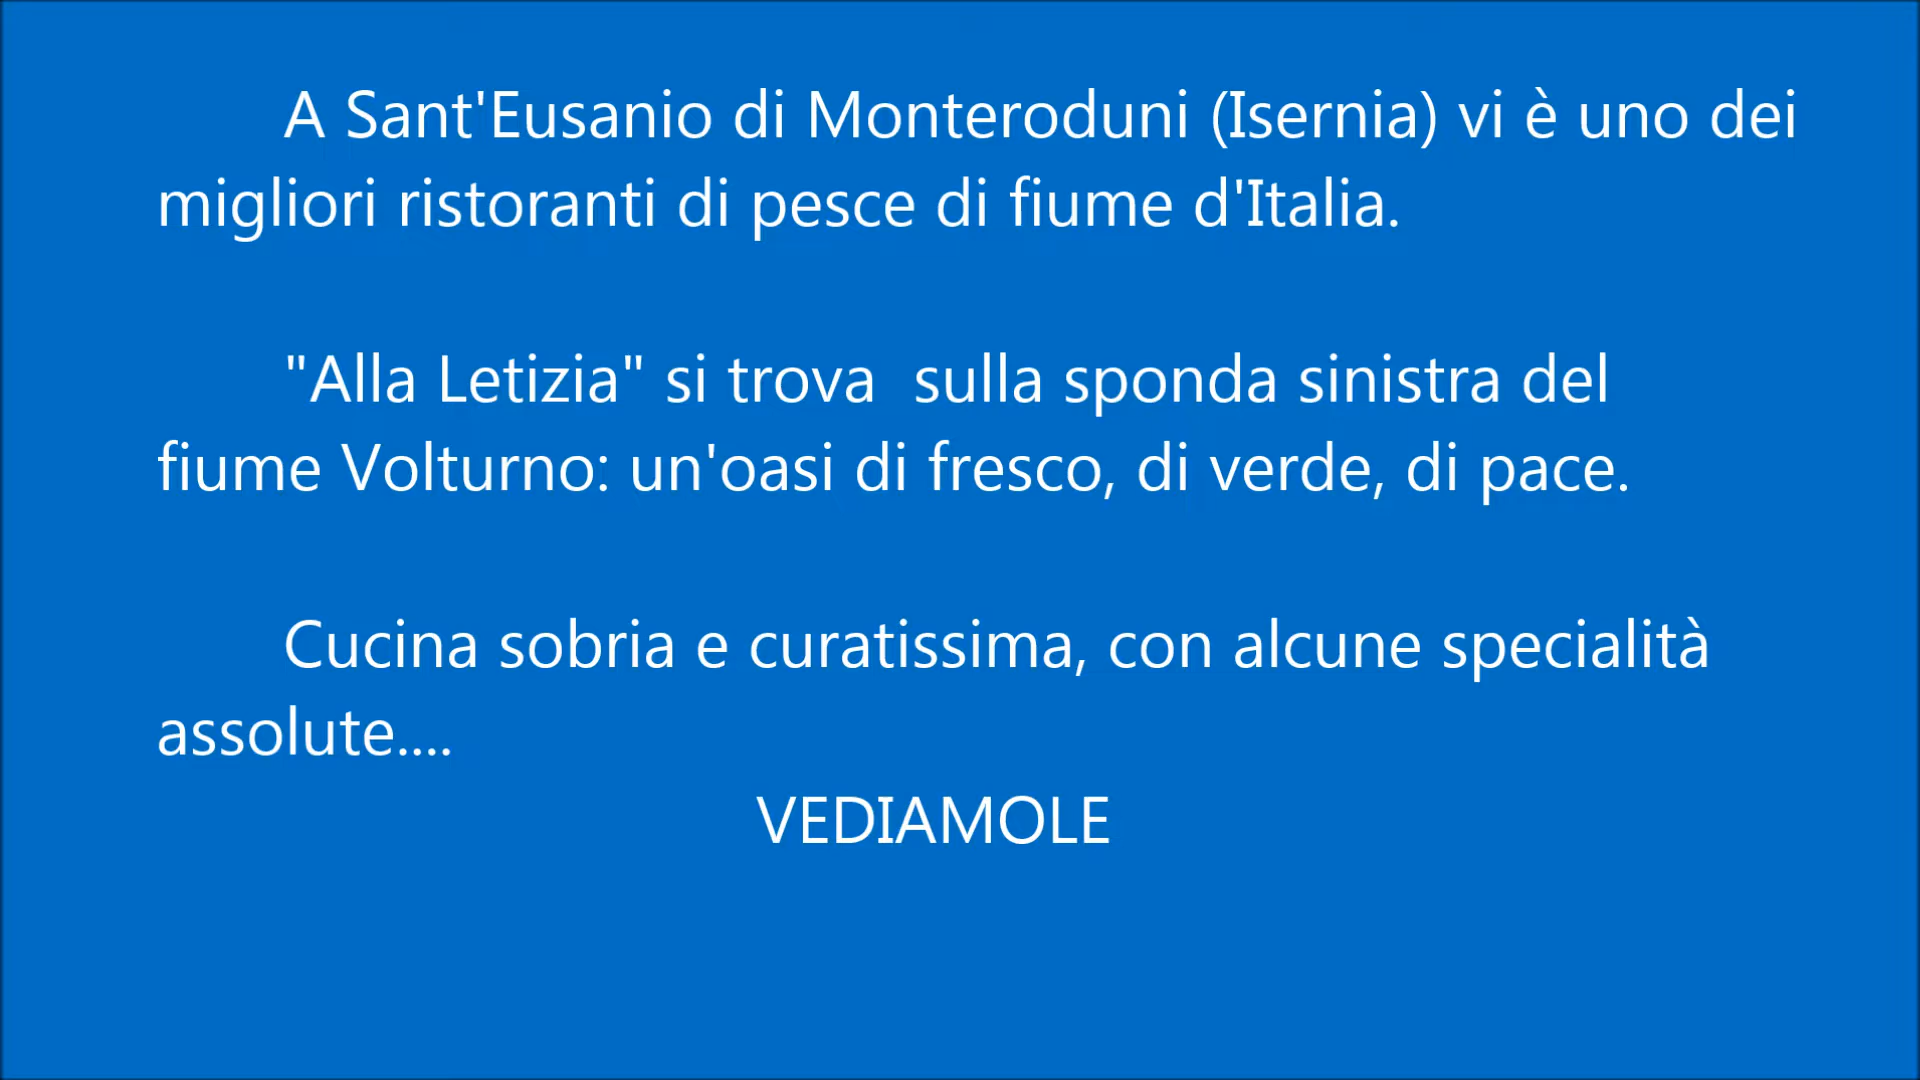 A Sant'Eusanio di Monteroduni (Isernia) vi è uno dei
migliori ristoranti di pesce di fiume d'Italia.
"Alla Letizia" si trova  sulla sponda sinistra del
fiume Volturno: un'oasi di fresco, di verde, di pace.
Cucina sobria e curatissima, con alcune specialità
assolute....
VEDIAMOLE